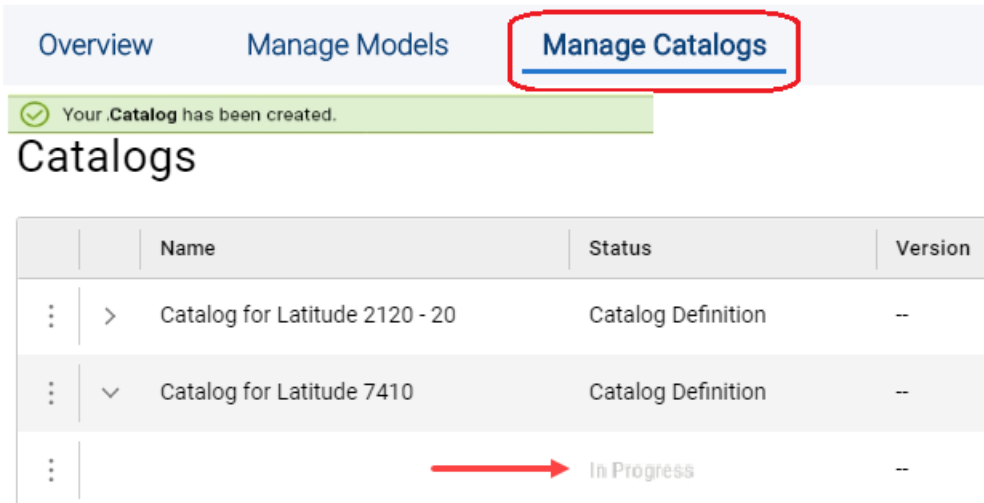 Overview Manage Models Manage Catalogs
Your .Catalog has been created.
Catalogs
Name Status Version
Catalog for Latitude 2120 - 20 Catalog Definition --
Catalog for Latitude 7410 Catalog Definition --
In Progress --